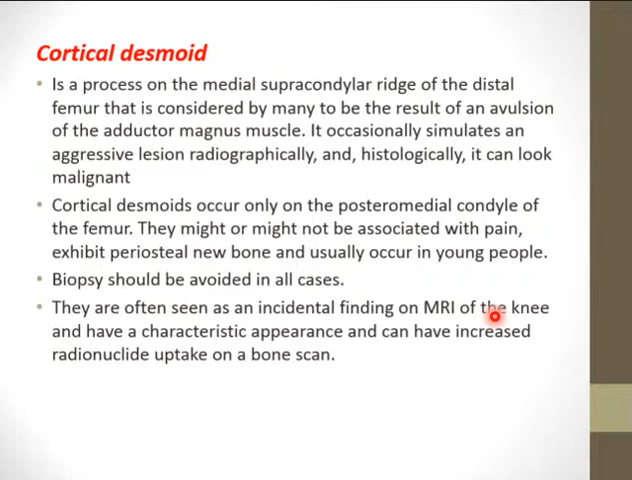 Cortical desmoid
• Is a process on the medial supracondylar ridge of the distal
femur that is considered by many to be the result of an avulsion
of the adductor magnus muscle. It occasionally simulates an
aggressive lesion radiographically, and, histologically, it can look
malignant
• Cortical desmoids occur only on the posteromedial condyle of
the femur. They might or might not be associated with pain,
exhibit periosteal new bone and usually occur in young people.
• Biopsy should be avoided in all cases.
• They are often seen as an incidental finding on MRI of the knee
and have a characteristic appearance and can have increased
radionuclide uptake on a bone scan.